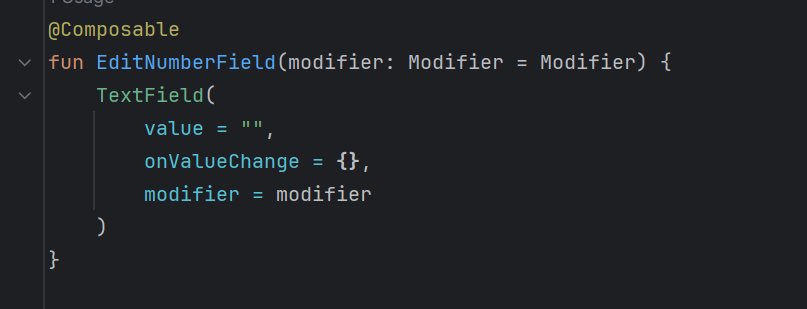 @Composable
fun EditNumberField(modifier: Modifier = Modifier) {
    TextField(
        value = "",
        onValueChange = {},
        modifier = modifier
    )
}